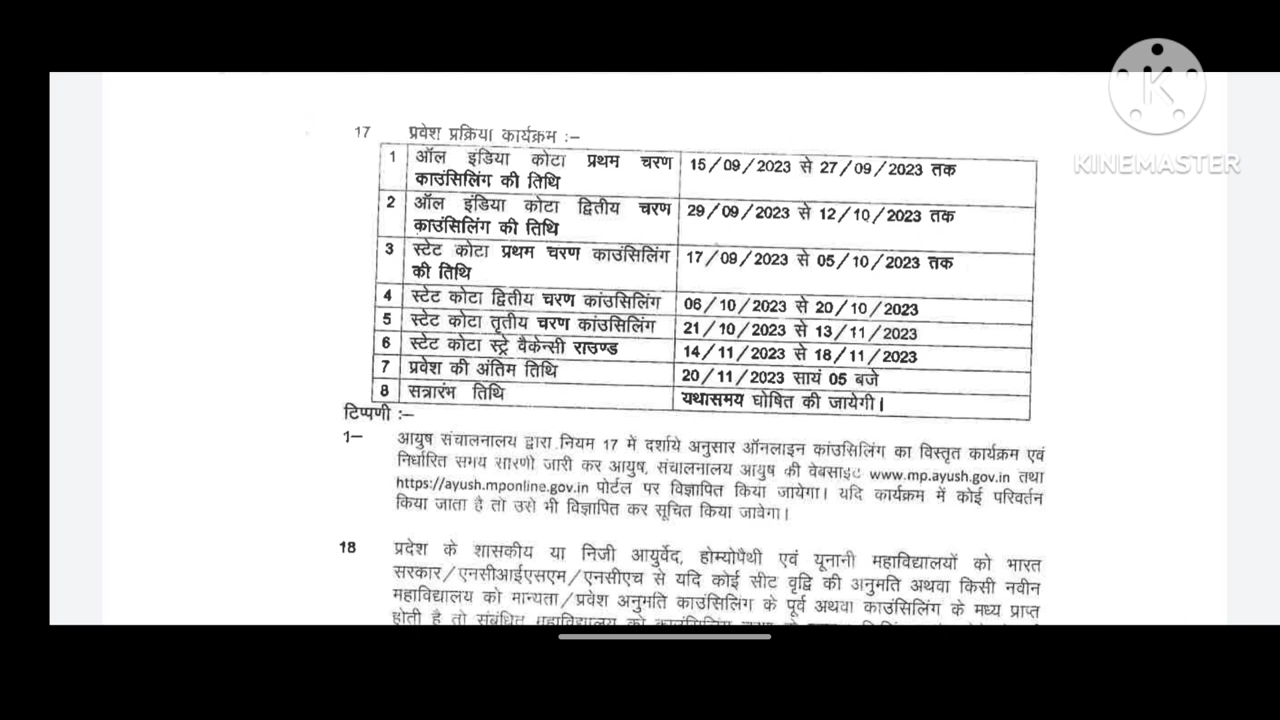 KINEMASTER
17 प्रवेश प्रक्रिया कार्यक्रम :–
1 ऑल इंडिया कोटा प्रथम चरण 15/09/2023 से 27/09/2023 तक
काउंसिलिंग की तिथि
2 ऑल इंडिया कोटा द्वितीय चरण 29/09/2023 से 12/10/2023 तक
काउंसिलिंग की तिथि
3 स्टेट कोटा प्रथम चरण काउंसिलिंग 17/09/2023 से 05/10/2023 तक
की तिथि
4 स्टेट कोटा द्वितीय चरण कांउसिलिंग 06/10/2023 से 20/10/2023
5 स्टेट कोटा तृतीय चरण कांउसिलिंग 21/10/2023 से 13/11/2023
6 स्टेट कोटा स्ट्रे वैकेन्सी राउण्ड 14/11/2023 से 18/11/2023
7 प्रवेश की अंतिम तिथि 20/11/2023 सायं 05 बजे
8 सत्रारंभ तिथि यथासमय घोषित की जायेगी।
टिप्पणी :–
1– आयुष संचालनालय द्वारा नियम 17 में दर्शाये अनुसार ऑनलाइन कांउसिलिंग का विस्तृत कार्यक्रम एवं
निर्धारित समय सारणी जारी कर आयुष, संचालनालय आयुष की वेबसाइट www.mp.ayush.gov.in तथा
https://ayush.mponline.gov.in पोर्टल पर विज्ञापित किया जायेगा। यदि कार्यक्रम में कोई परिवर्तन
किया जाता है तो उसे भी विज्ञापित कर सूचित किया जावेगा।
18 प्रदेश के शासकीय या निजी आयुर्वेद, होम्योपैथी एवं यूनानी महाविद्यालयों को भारत
सरकार/एनसीआईएसएम/एनसीएच से यदि कोई सीट वृद्वि की अनुमति अथवा किसी नवीन
महाविद्यालय को मान्यता/प्रवेश अनुमति काउंसिलिंग के पूर्व अथवा काउंसिलिंग के मध्य प्राप्त
होती है तो संबंधित महाविद्यालय को